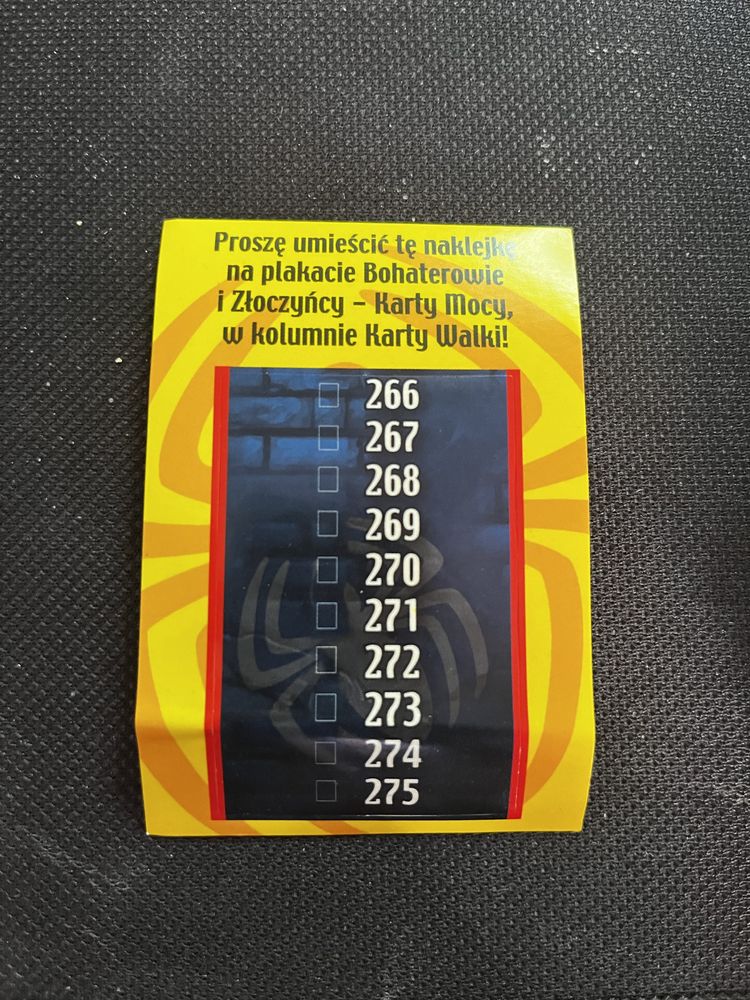 Proszę umieścić tę naklejkę
na plakacie Bohaterowie
i Złoczyńcy – Karty Mocy,
w kolumnie Karty Walki!
266
267
268
269
270
271
272
273
274
275